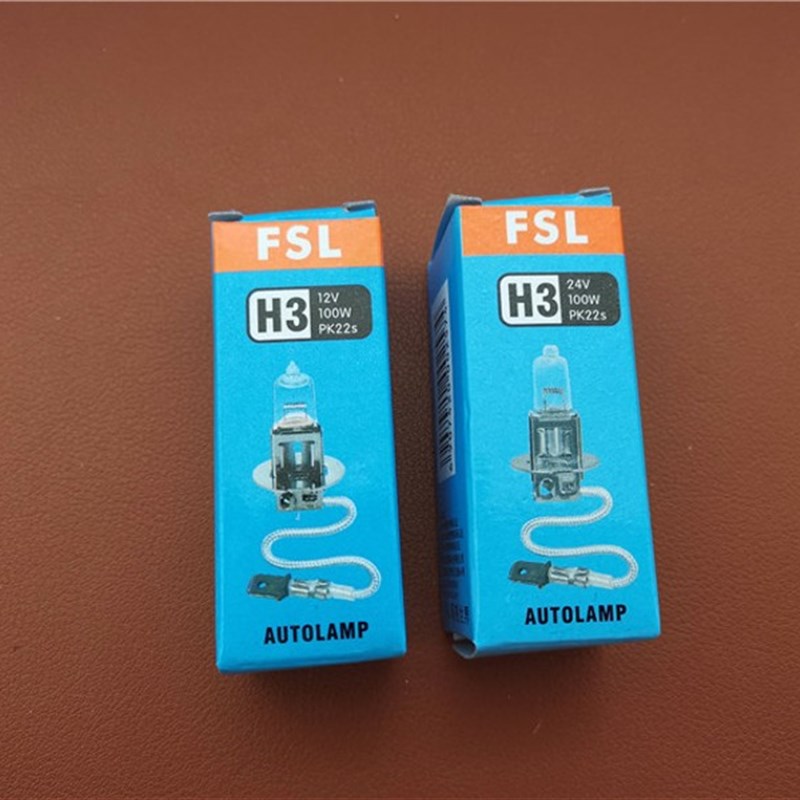 FSL
H3
12V
100W
PK22s
AUTOLAMP
FSL
H3
24V
100W
PK22s
AUTOLAMP